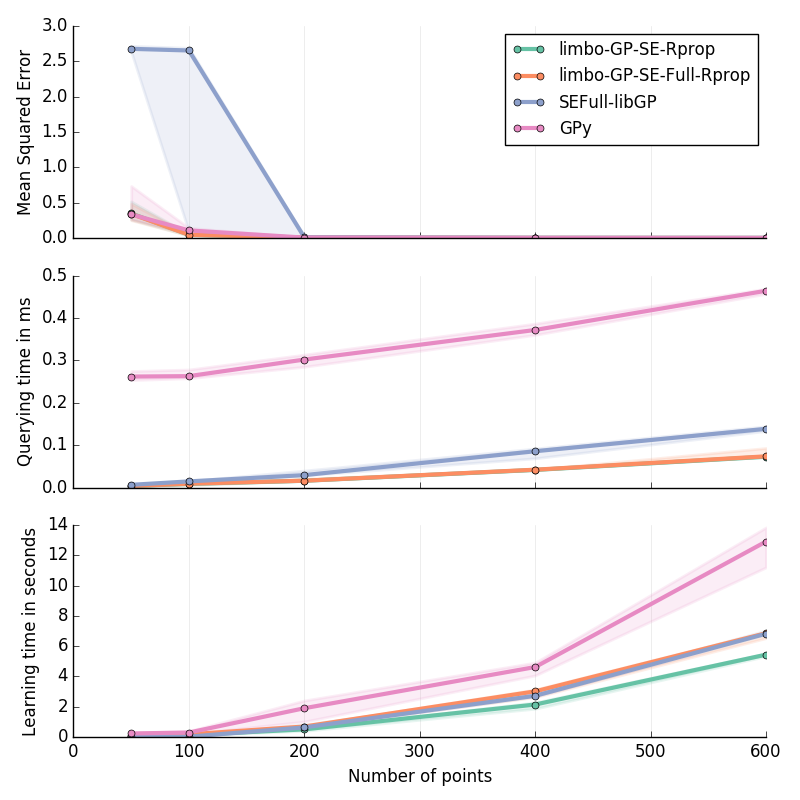 Mean Squared Error
3.0
2.5
2.0
1.5
1.0
0.5
0.0
limbo-GP-SE-Rprop
limbo-GP-SE-Full-Rprop
SEFull-libGP
GPy
Querying time in ms
0.5
0.4
0.3
0.2
0.1
0.0
Learning time in seconds
14
12
10
8
6
4
2
0
0 100 200 300 400 500 600
Number of points